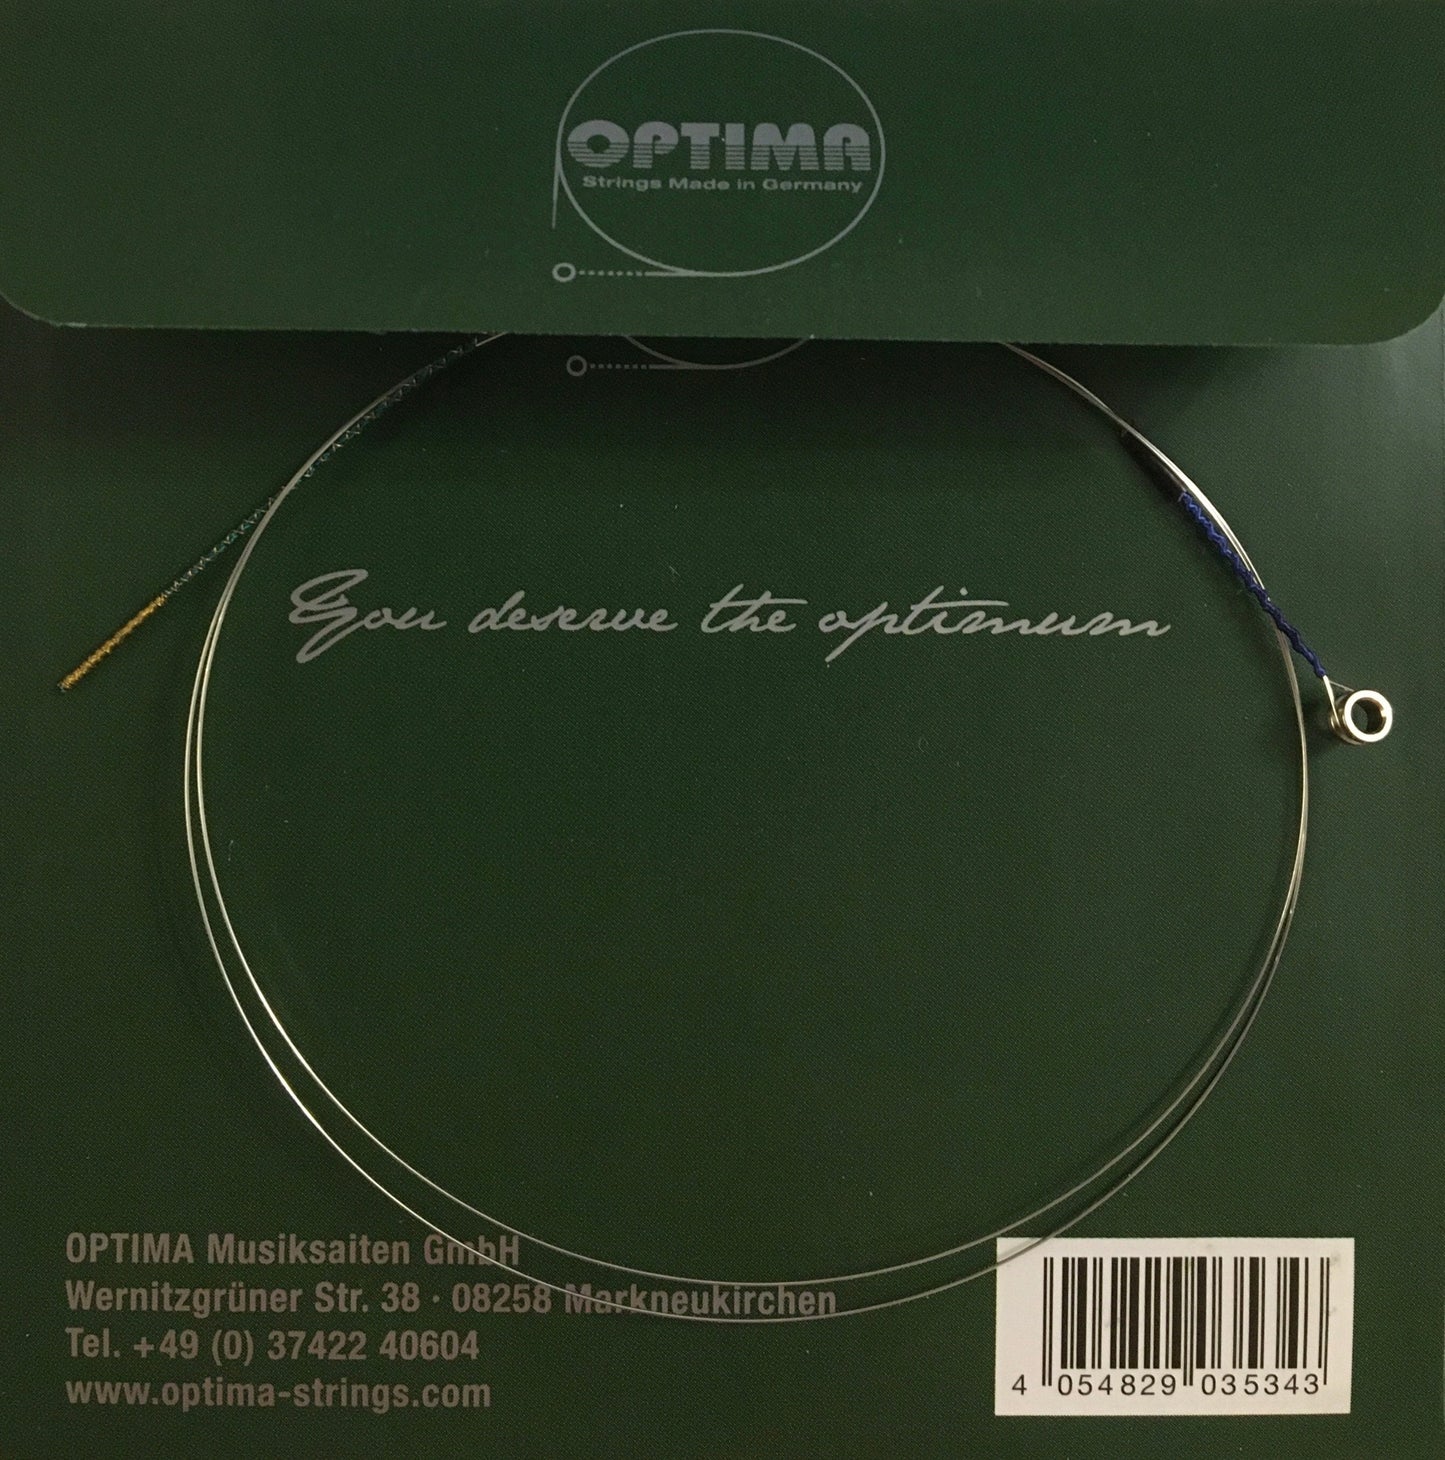 OPTIMA
Strings Made in Germany
You deserve the optimum
OPTIMA Musiksaiten GmbH
Wernitzgrüner Str. 38 · 08258 Markneukirchen
Tel. +49 (0) 37422 40604
www.optima-strings.com
4 054829 035343